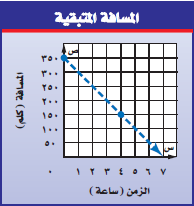 المسافة المتبقية
ص
٣٥٠
٣٠٠
٢٥٠
٢٠٠
١٥٠
١٠٠
٥٠
المسافة (كلم)
س
٠ ١ ٢ ٣ ٤ ٥ ٦ ٧
الزمن (ساعة)